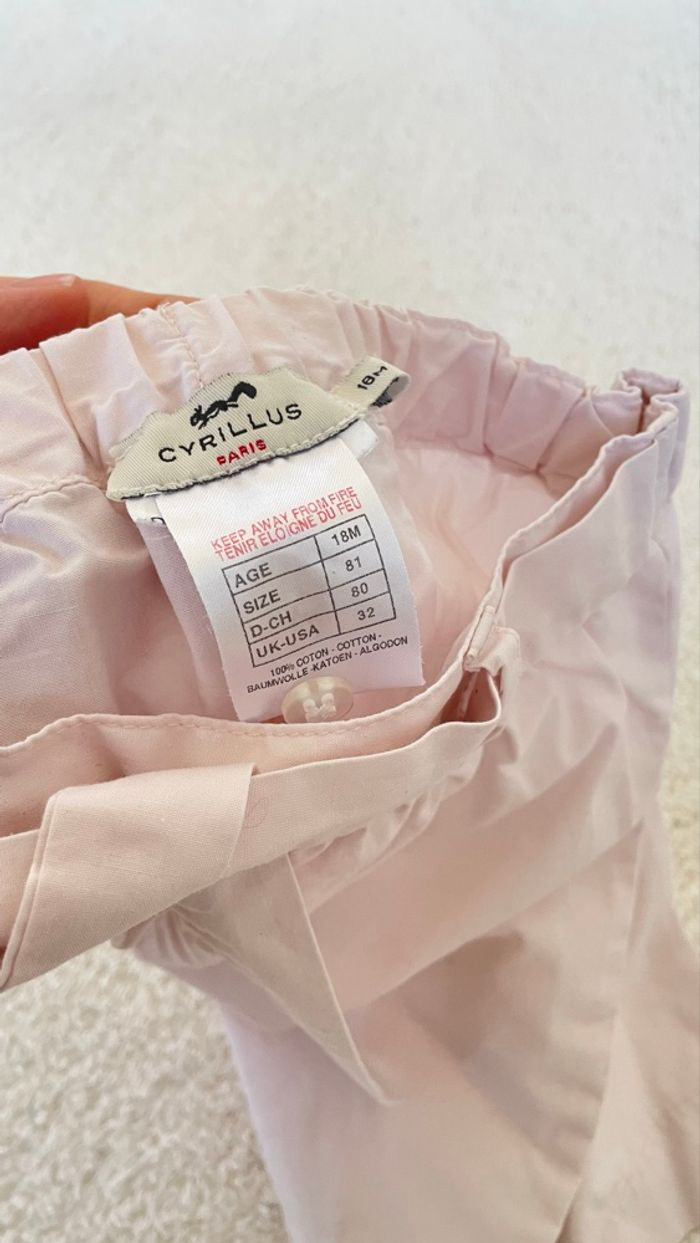 CYRILLUS
PARIS
18M
KEEP AWAY FROM FIRE
TENIR ELOIGNE DU FEU
AGE 18M
SIZE 81
D-CH 80
UK-USA 32
100% COTON - COTTON -
BAUMWOLLE -KATOEN - ALGODON